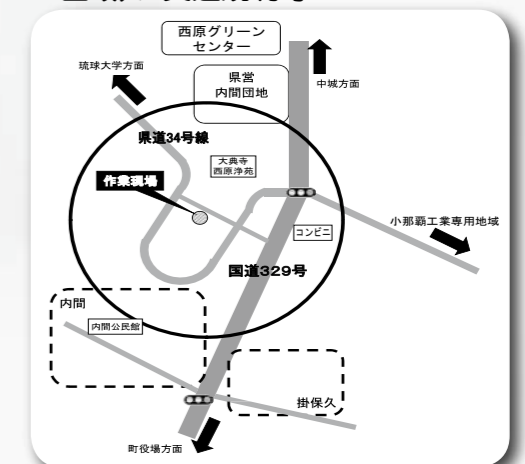 西原グリーン
センター
琉球大学方面
県営
内間団地
中城方面
県道34号線
大典寺
西原浄苑
作業現場
小那覇工業専用地域
コンビニ
国道329号
内間
内間公民館
掛保久
町役場方面